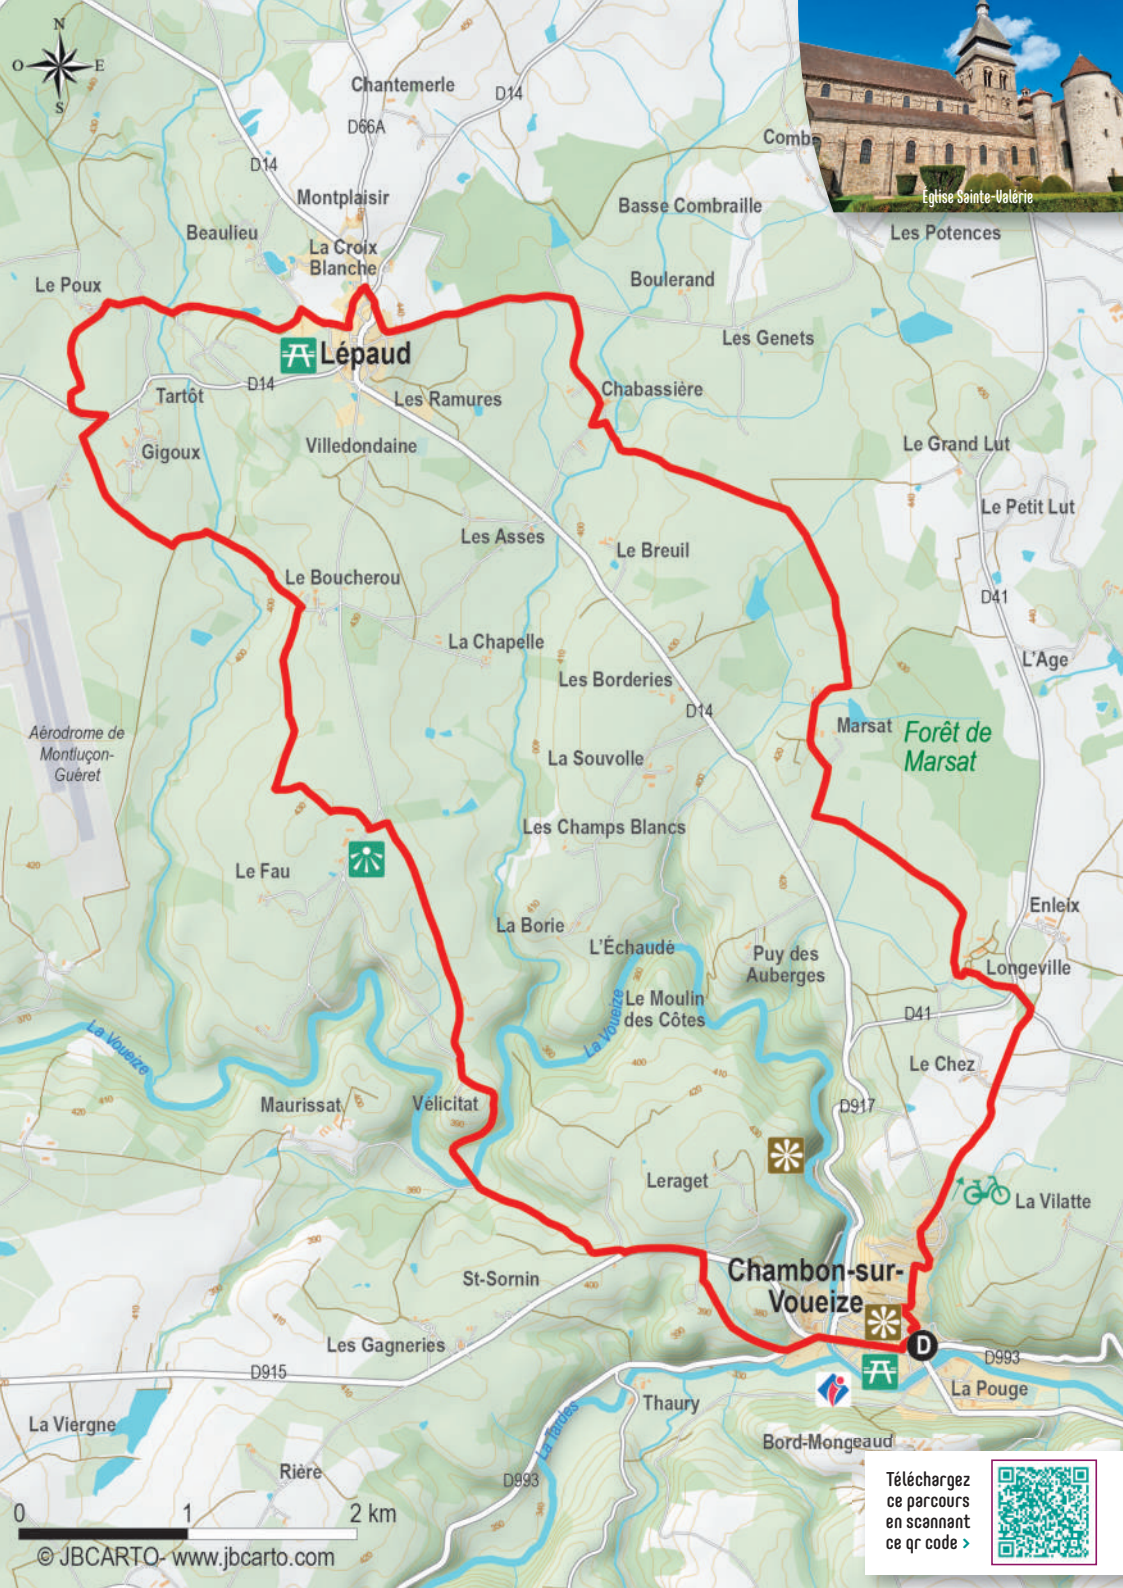 N
O
E
S
Chantemerle
D14
D66A
D14
Comb
Église Sainte-Valérie
Montplaisir
Basse Combraille
Beaulieu
La Croix
Blanche
Les Potences
Le Poux
Boulerand
Les Genets
Lépaud
D14
Tartôt
Les Ramures
Chabassière
Gigoux
Villedondaine
Le Grand Lut
Le Petit Lut
Les Assés
Le Breuil
Le Boucherou
D41
La Chapelle
L'Age
Les Borderies
D14
Aérodrome de
Montluçon-
Guéret
Marsat
Forêt de
Marsat
La Souvolle
Les Champs Blancs
Le Fau
La Borie
Enleix
L'Échaudé
Puy des
Auberges
Longeville
Le Moulin
des Côtes
La Voueize
La Voueize
D41
Le Chez
Maurissat
Vélicitat
D917
Leraget
La Vilatte
St-Sornin
Chambon-sur-
Voueize
Les Gagneries
D
D993
D915
La Pouge
Thaury
La Viergne
La Tardes
Bord-Mongeaud
Rière
D993
Téléchargez
ce parcours
en scannant
ce qr code >
0 1 2 km
© JBCARTO- www.jbcarto.com